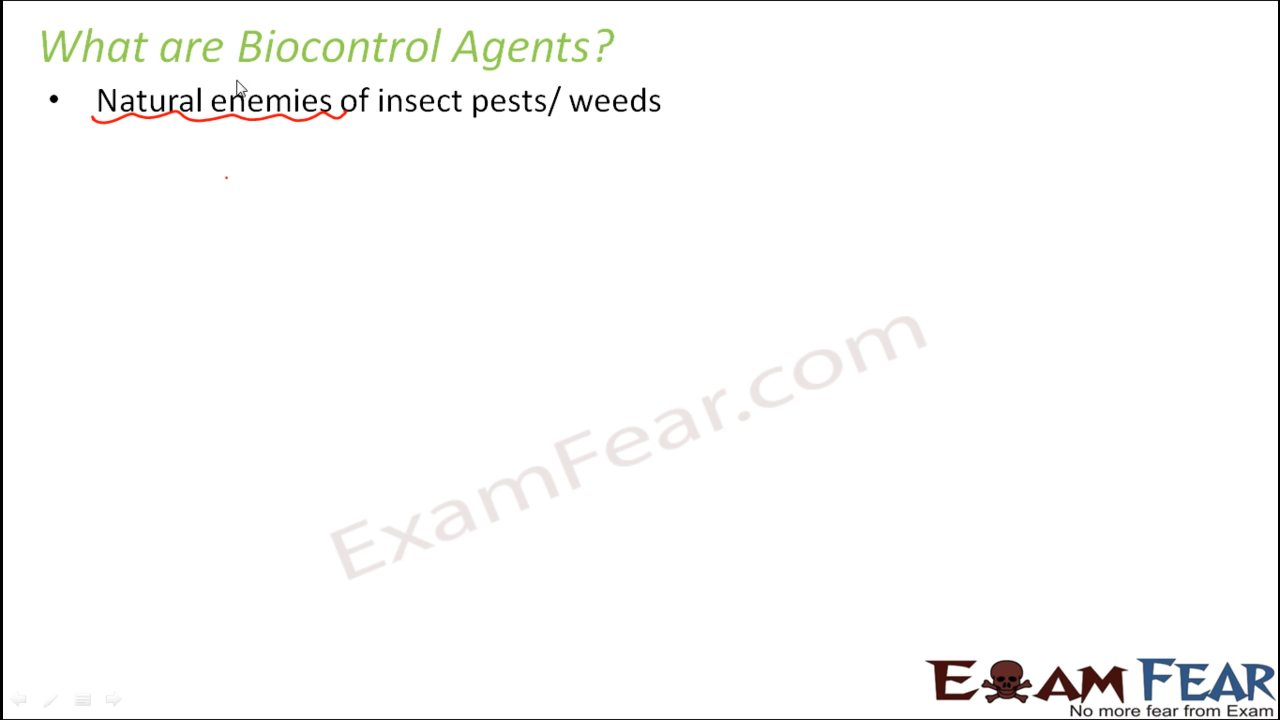 What are Biocontrol Agents?
• Natural enemies of insect pests/ weeds
ExamFear.com
EXAM FEAR
No more fear from Exam